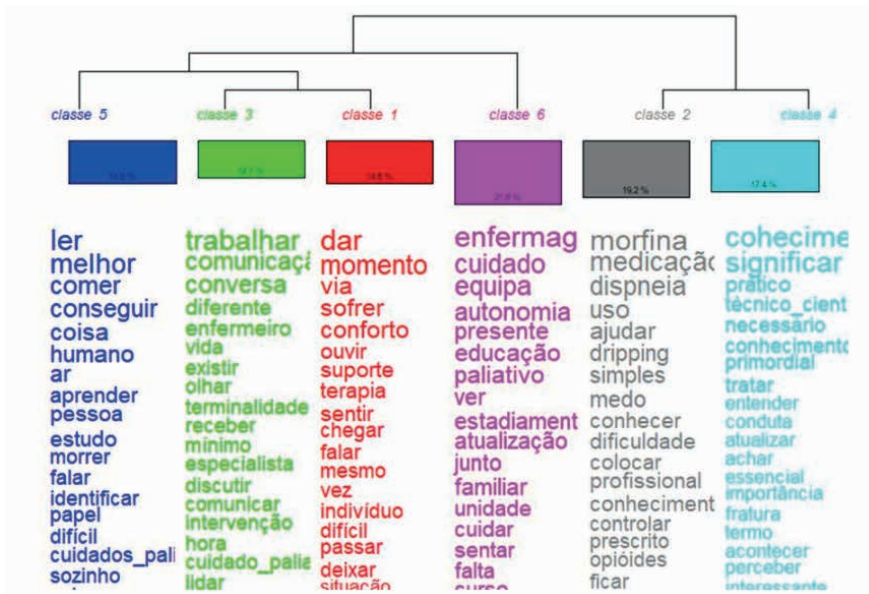 classe 5
classe 3
classe 1
classe 6
classe 2
classe 4
14.6 %
19.2 %
17.4 %
ler
melhor
comer
conseguir
coisa
humano
ar
aprender
pessoa
estudo
morrer
falar
identificar
papel
difícil
cuidados_pali
sozinho
trabalhar
comunicaçã
conversa
diferente
enfermeiro
vida
existir
olhar
terminalidade
receber
mínimo
especialista
discutir
comunicar
intervenção
hora
cuidado_palia
lidar
dar
momento
via
sofrer
conforto
ouvir
suporte
terapia
sentir
chegar
falar
mesmo
vez
indivíduo
difícil
passar
deixar
situação
enfermag
cuidado
equipa
autonomia
presente
educação
paliativo
ver
estadiament
atualização
junto
familiar
unidade
cuidar
sentar
falta
curso
morfina
medicação
dispneia
uso
ajudar
dripping
simples
medo
conhecer
dificuldade
colocar
profissional
conheciment
controlar
prescrito
opióides
ficar
cohecime
significar
prático
técnico_cient
necessário
conhecimento
primordial
tratar
entender
conduta
atualizar
achar
essencial
importância
fratura
termo
acontecer
perceber
interessante